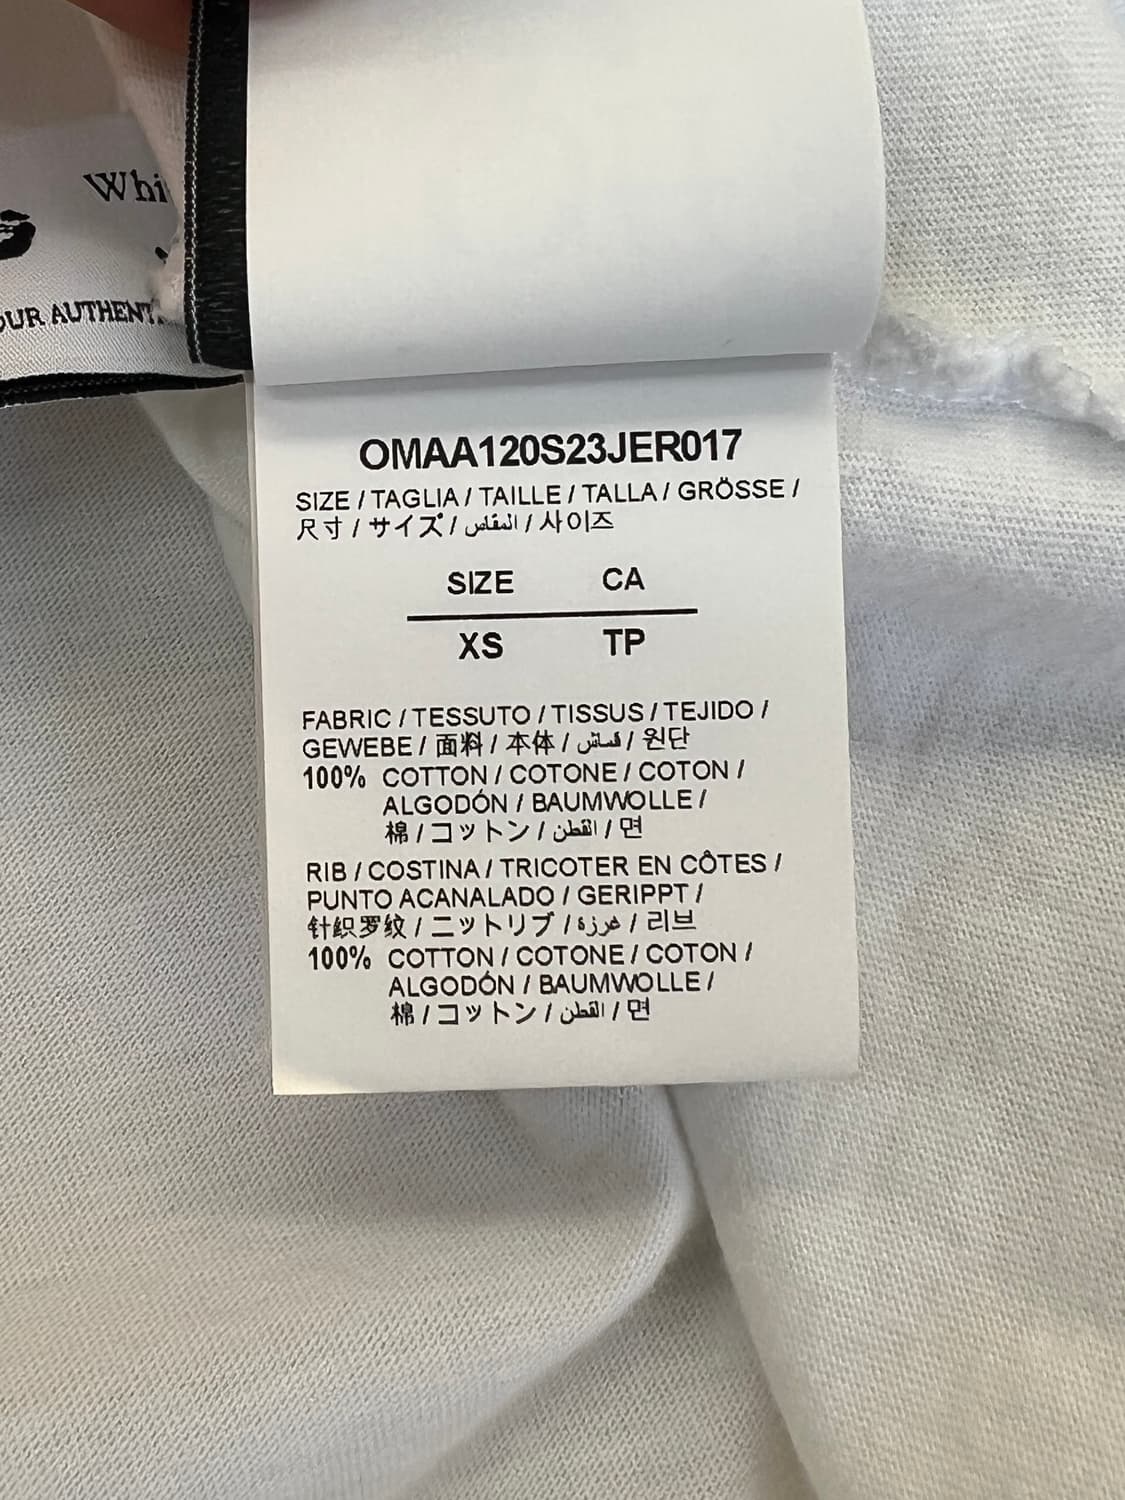 Whi
OUR AUTHENT
OMAA120S23JER017
SIZE / TAGLIA / TAILLE / TALLA / GRÖSSE /
尺寸 / サイズ / المقاس / 사이즈
SIZE CA
XS TP
FABRIC / TESSUTO / TISSUS / TEJIDO /
GEWEBE / 面料 / 本体 / قماش / 원단
100% COTTON / COTONE / COTON /
ALGODÓN / BAUMWOLLE /
棉 / コットン / القطن / 면
RIB / COSTINA / TRICOTER EN CÔTES /
PUNTO ACANALADO / GERIPPT /
针织罗纹 / ニットリブ / غرزة / 리브
100% COTTON / COTONE / COTON /
ALGODÓN / BAUMWOLLE /
棉 / コットン / القطن / 면